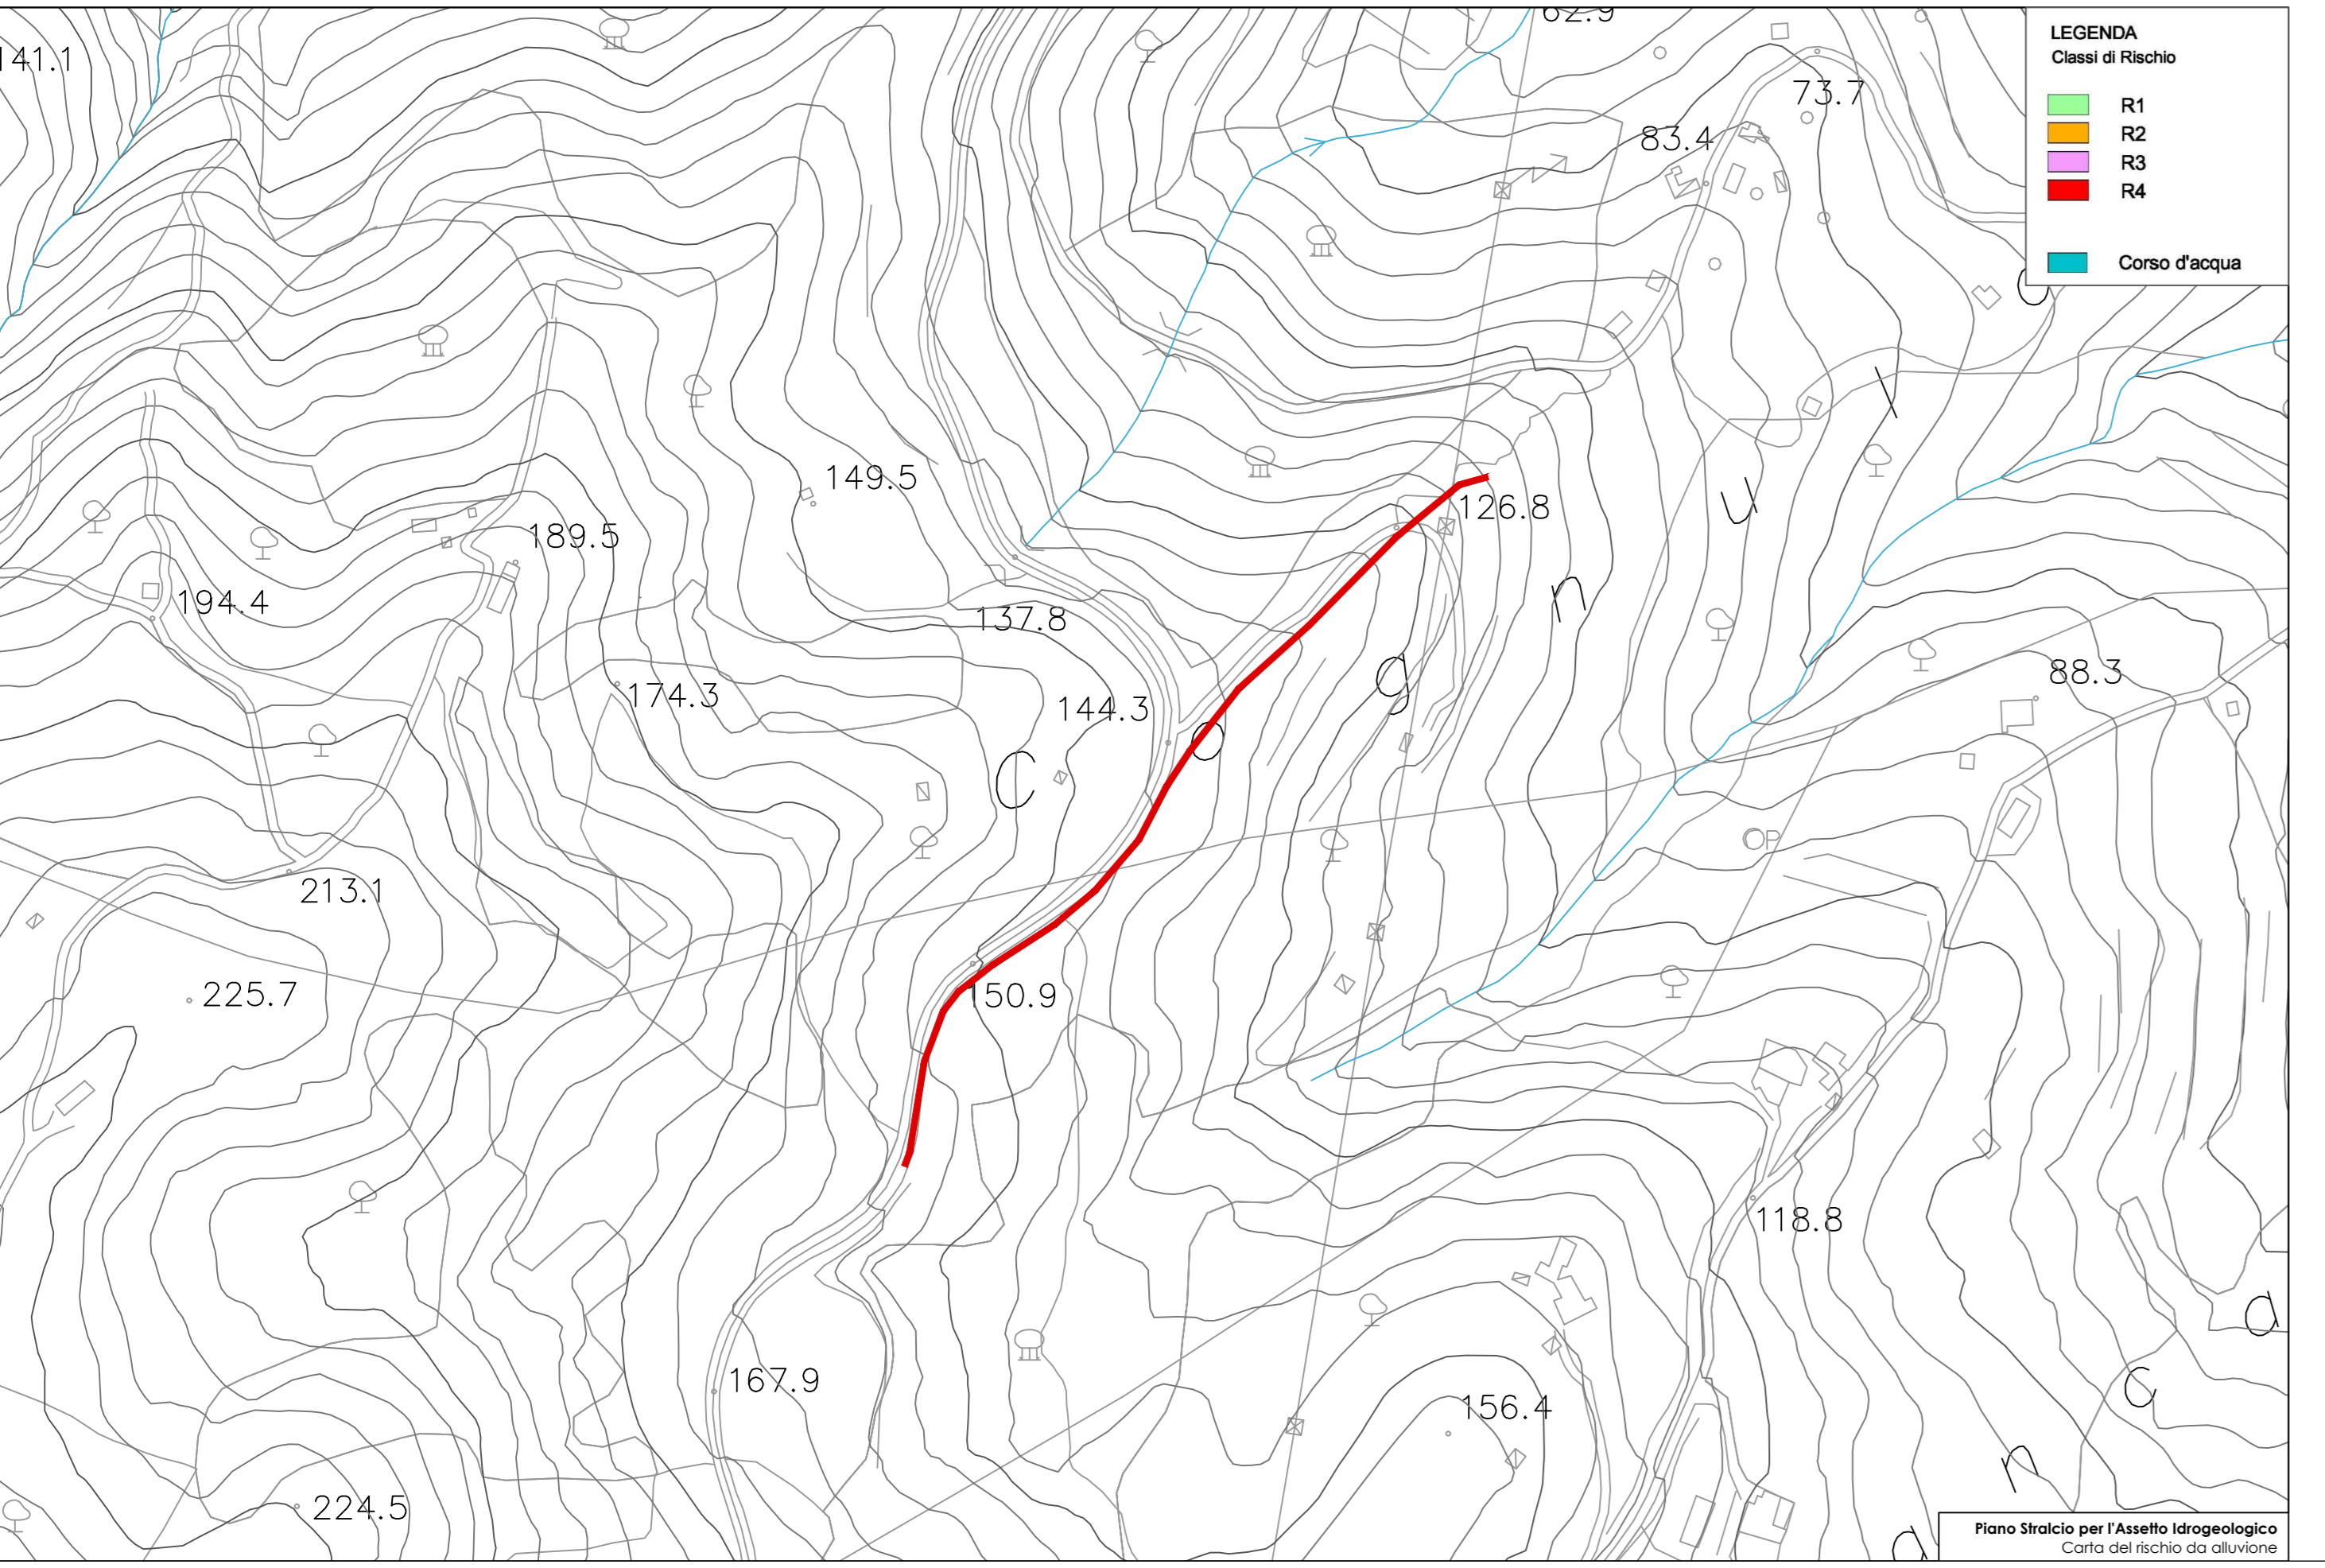 62.9
141.1
LEGENDA
Classi di Rischio
R1
R2
R3
R4
Corso d'acqua
73.7
83.4
149.5
126.8
189.5
194.4
137.8
174.3
144.3
88.3
C o g n u l o
P
213.1
225.7
150.9
118.8
167.9
156.4
224.5
a
c
n
g
Piano Stralcio per l'Assetto Idrogeologico
Carta del rischio da alluvione